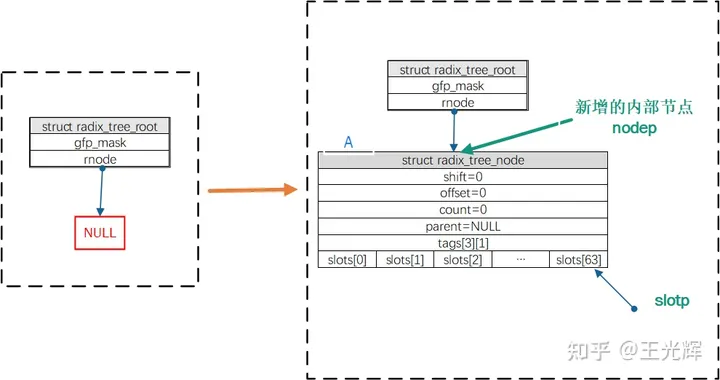 struct radix_tree_root
gfp_mask
rnode
NULL
struct radix_tree_root
gfp_mask
rnode
新增的内部节点
nodep
A
struct radix_tree_node
shift=0
offset=0
count=0
parent=NULL
tags[3][1]
slots[0] slots[1] slots[2] ... slots[63]
slotp
知乎 @王光辉